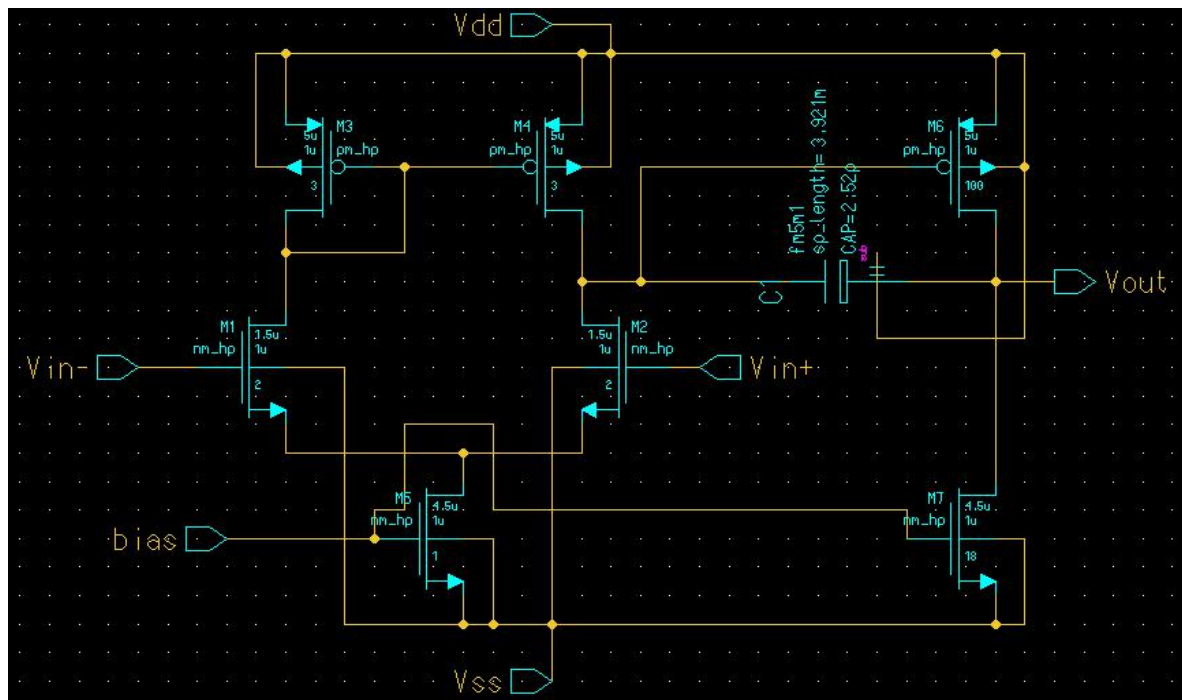 Vdd
M3
5u
1u
pm_hp
3
M4
5u
1u
pm_hp
3
fm5m1
sp_length=3.921m
CAP=2.52p
sub
C1
M6
5u
1u
pm_hp
100
Vout
M1
1.5u
1u
nm_hp
2
Vin-
M2
1.5u
1u
nm_hp
2
Vin+
M5
4.5u
1u
nm_hp
1
bias
M7
4.5u
1u
nm_hp
18
Vss